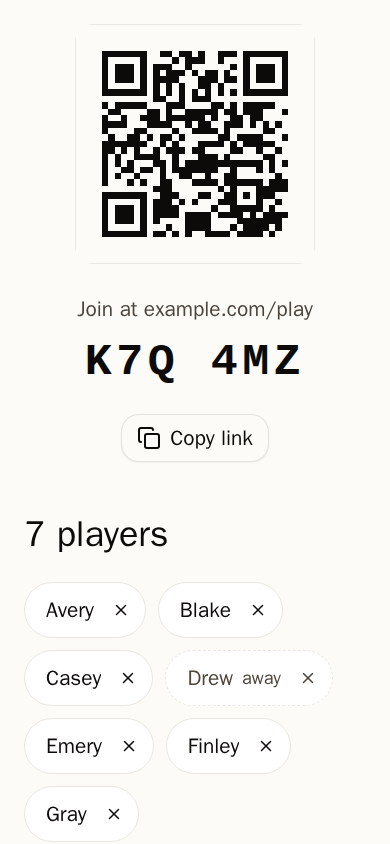 Join at example.com/play
K7Q 4MZ
Copy link
7 players
Avery × Blake ×
Casey × Drew away ×
Emery × Finley ×
Gray ×